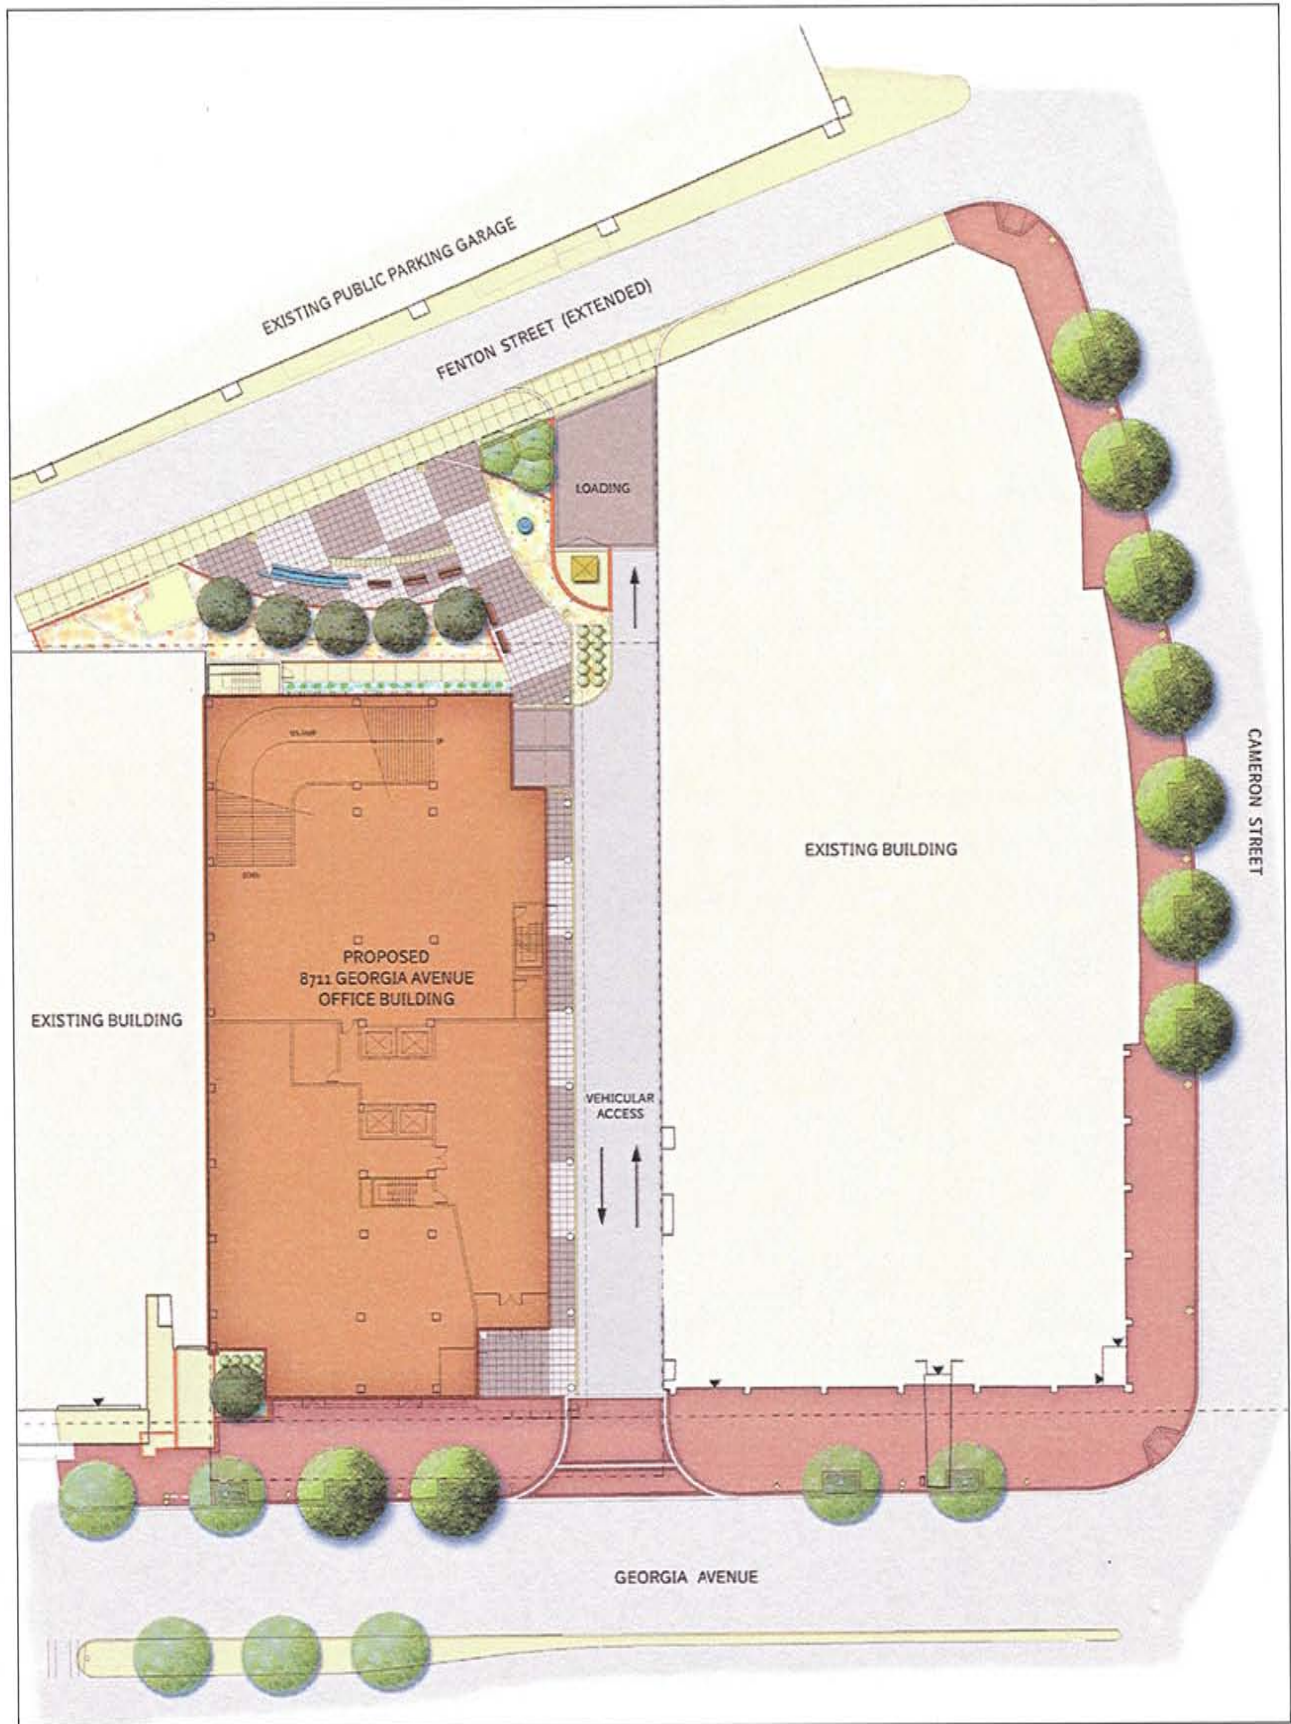 EXISTING PUBLIC PARKING GARAGE
FENTON STREET (EXTENDED)
LOADING
CAMERON STREET
EXISTING BUILDING
PROPOSED
8711 GEORGIA AVENUE
OFFICE BUILDING
EXISTING BUILDING
VEHICULAR
ACCESS
GEORGIA AVENUE